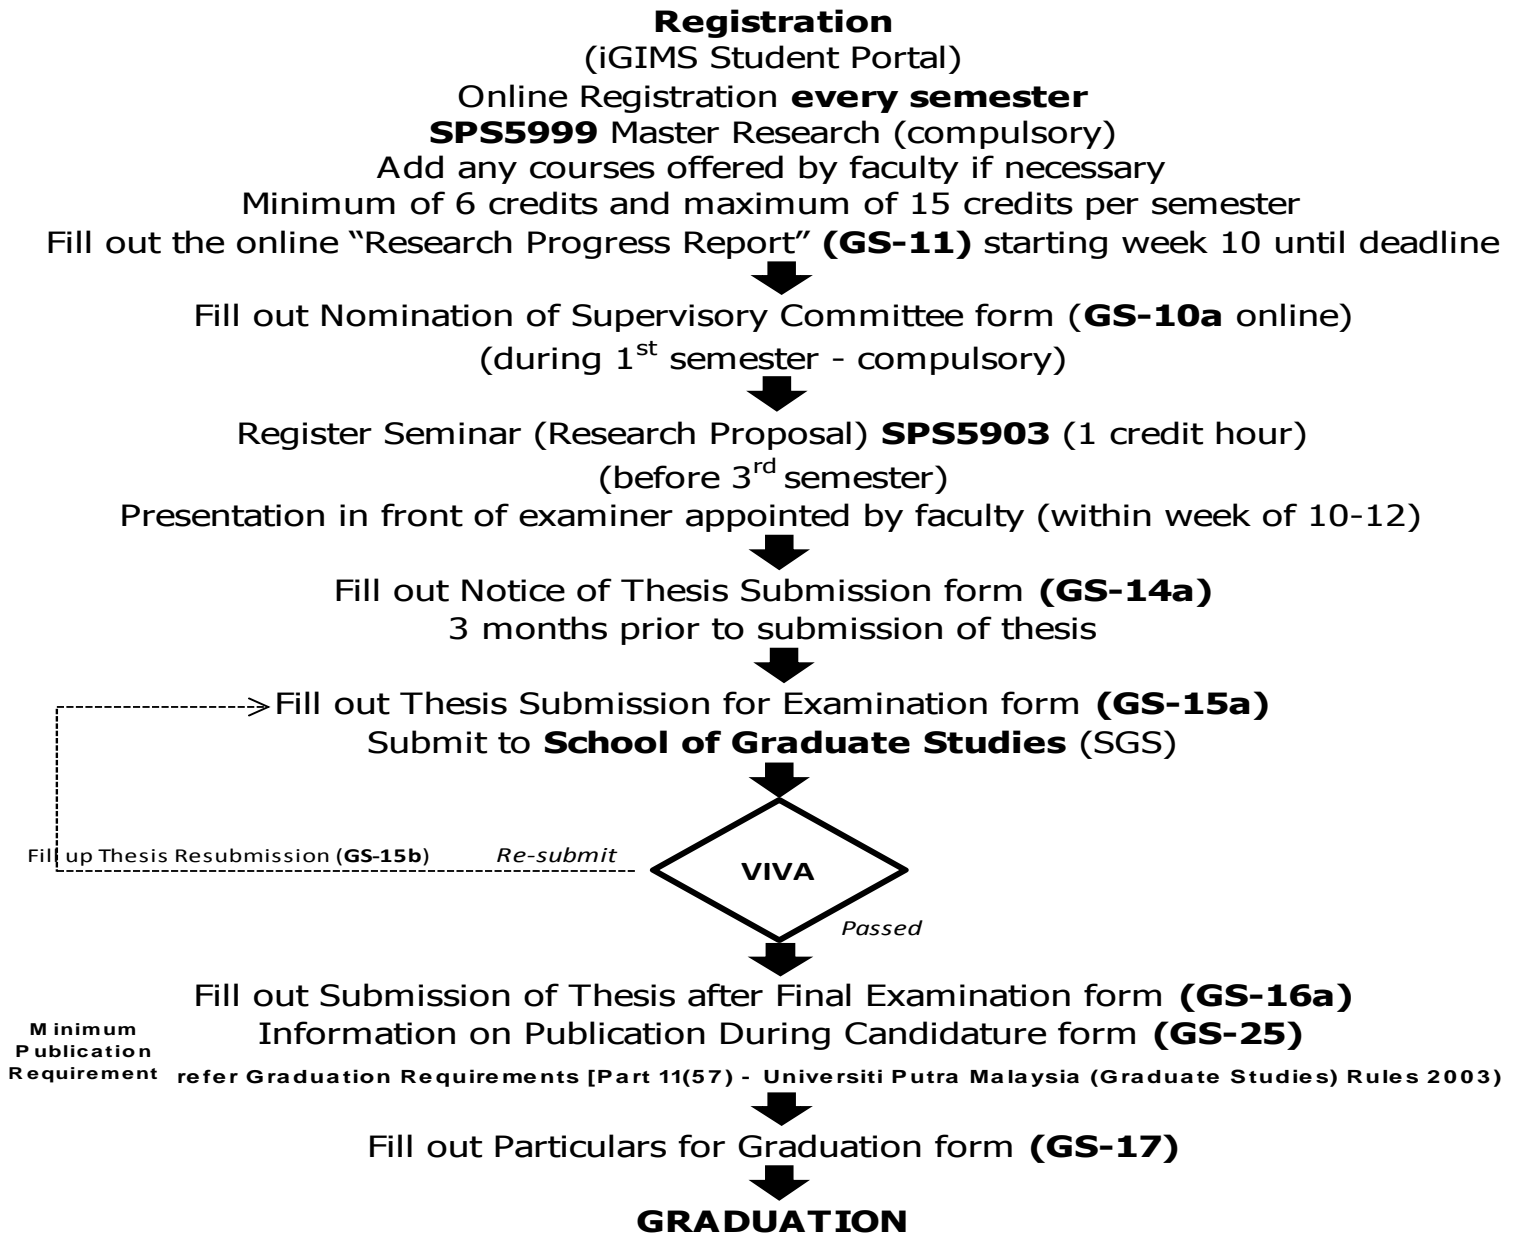 Registration
(iGIMS Student Portal)
Online Registration every semester
SPS5999 Master Research (compulsory)
Add any courses offered by faculty if necessary
Minimum of 6 credits and maximum of 15 credits per semester
Fill out the online “Research Progress Report” (GS-11) starting week 10 until deadline
Fill out Nomination of Supervisory Committee form (GS-10a online)
(during 1st semester - compulsory)
Register Seminar (Research Proposal) SPS5903 (1 credit hour)
(before 3rd semester)
Presentation in front of examiner appointed by faculty (within week of 10-12)
Fill out Notice of Thesis Submission form (GS-14a)
3 months prior to submission of thesis
Fill out Thesis Submission for Examination form (GS-15a)
Submit to School of Graduate Studies (SGS)
Fill up Thesis Resubmission (GS-15b) Re-submit
VIVA
Passed
Fill out Submission of Thesis after Final Examination form (GS-16a)
Information on Publication During Candidature form (GS-25)
Minimum
Publication
Requirement
refer Graduation Requirements [Part 11(57) - Universiti Putra Malaysia (Graduate Studies) Rules 2003)
Fill out Particulars for Graduation form (GS-17)
GRADUATION